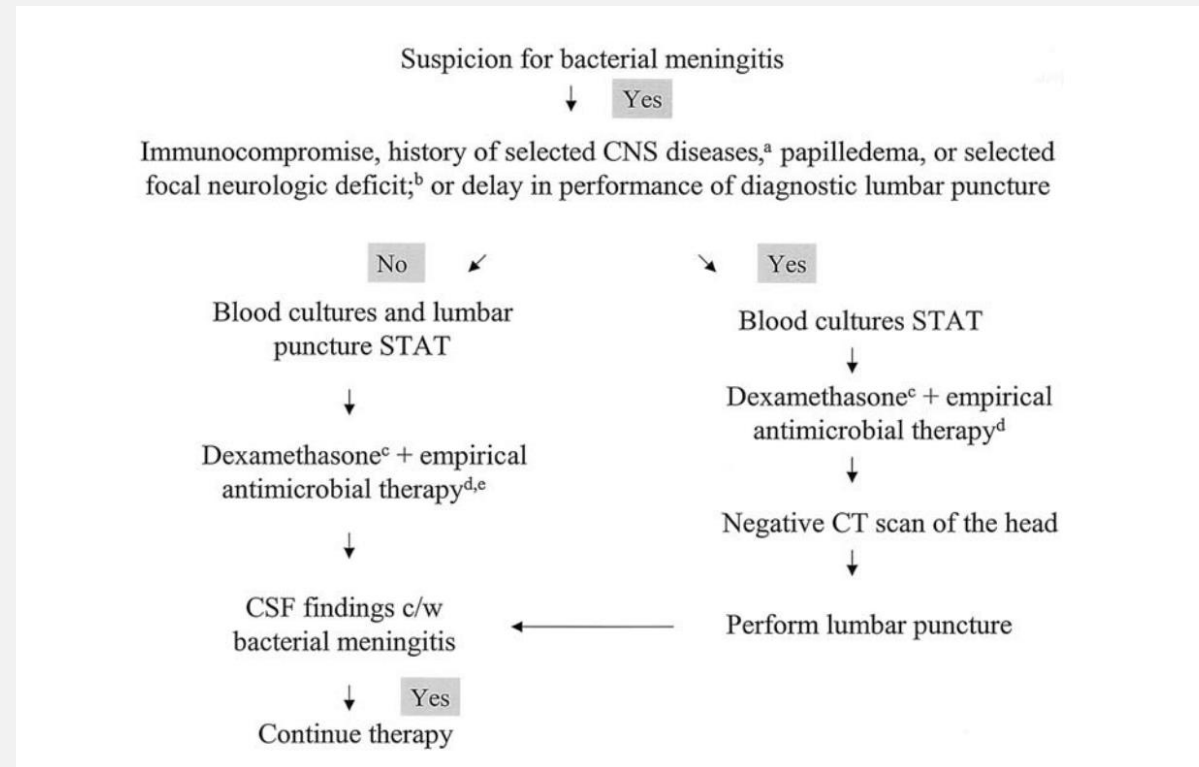 Suspicion for bacterial meningitis
Yes
Immunocompromise, history of selected CNS diseases,ᵃ papilledema, or selected
focal neurologic deficit;ᵇ or delay in performance of diagnostic lumbar puncture
No
Blood cultures and lumbar
puncture STAT
Dexamethasoneᶜ + empirical
antimicrobial therapyᵈ,ᵉ
CSF findings c/w
bacterial meningitis
Yes
Continue therapy
Yes
Blood cultures STAT
Dexamethasoneᶜ + empirical
antimicrobial therapyᵈ
Negative CT scan of the head
Perform lumbar puncture